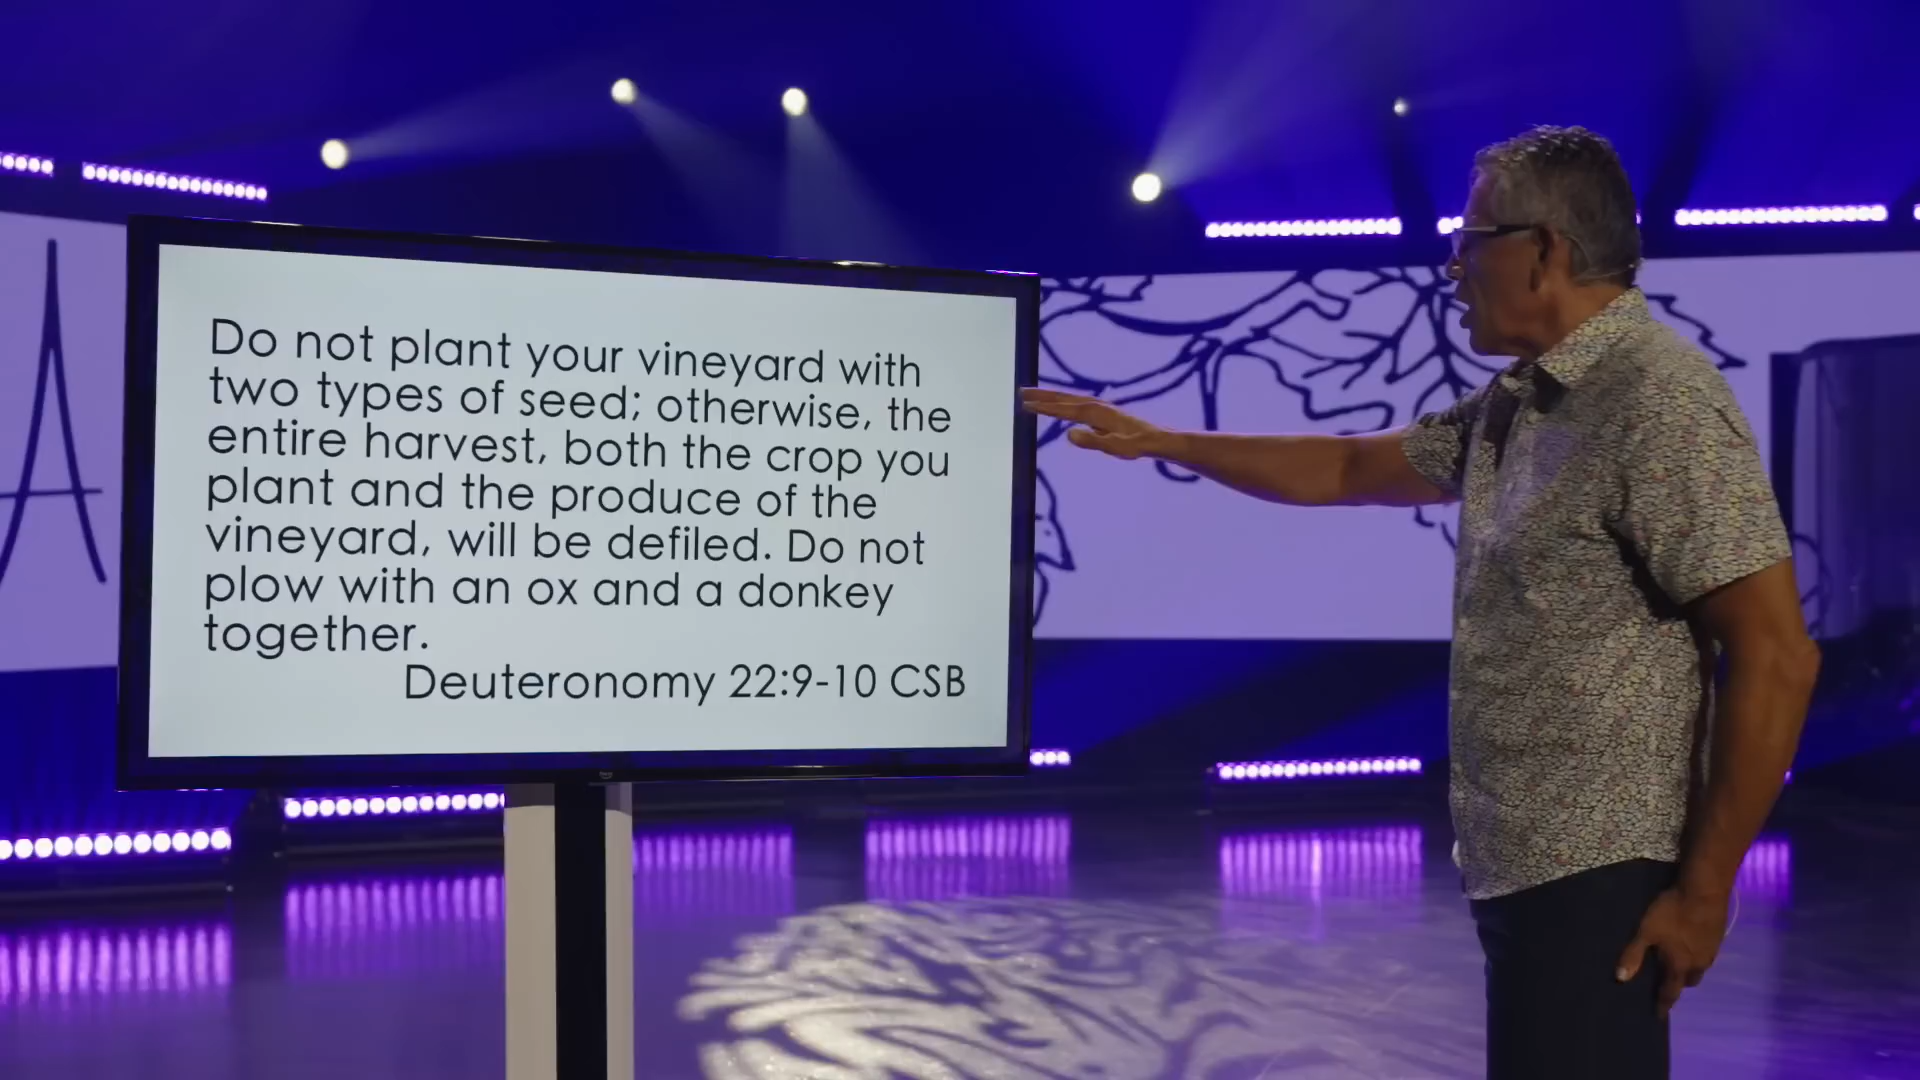 Do not plant your vineyard with
two types of seed; otherwise, the
entire harvest, both the crop you
plant and the produce of the
vineyard, will be defiled. Do not
plow with an ox and a donkey
together.
Deuteronomy 22:9-10 CSB